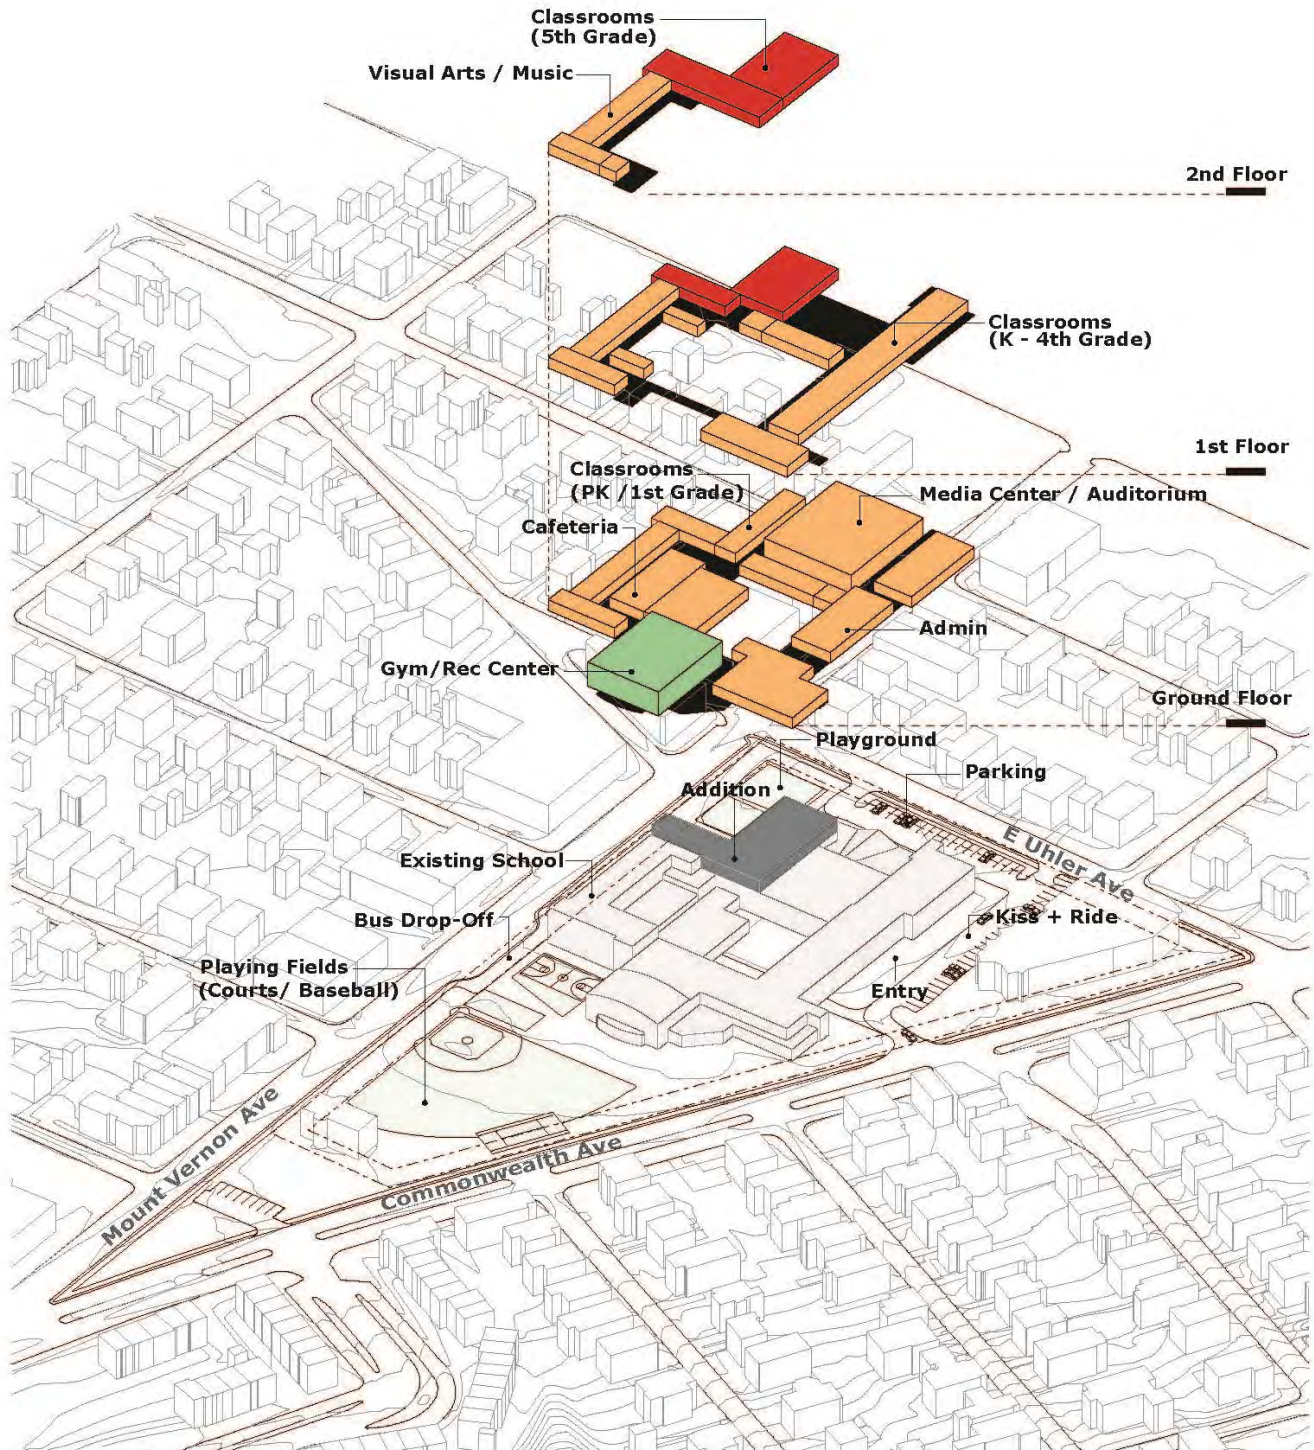 Classrooms
(5th Grade)
Visual Arts / Music
2nd Floor
Classrooms
(K - 4th Grade)
1st Floor
Classrooms
(PK /1st Grade)
Media Center / Auditorium
Cafeteria
Admin
Gym/Rec Center
Ground Floor
Playground
Parking
Addition
E Uhler Ave
Existing School
Bus Drop-Off
Kiss + Ride
Playing Fields
(Courts/ Baseball)
Entry
Mount Vernon Ave
Commonwealth Ave